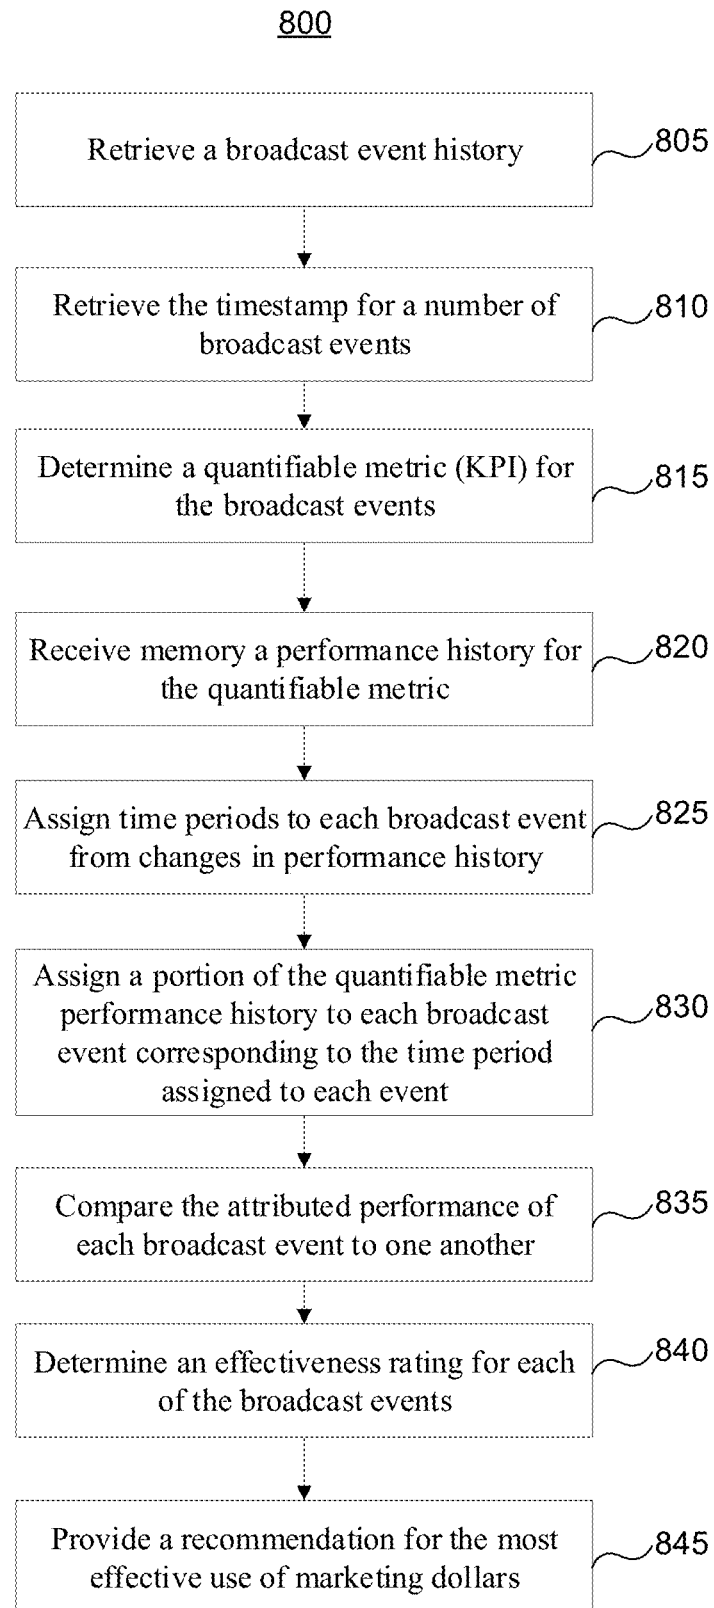 800
Retrieve a broadcast event history
805
Retrieve the timestamp for a number of
broadcast events
810
Determine a quantifiable metric (KPI) for
the broadcast events
815
Receive memory a performance history for
the quantifiable metric
820
Assign time periods to each broadcast event
from changes in performance history
825
Assign a portion of the quantifiable metric
performance history to each broadcast
event corresponding to the time period
assigned to each event
830
Compare the attributed performance of
each broadcast event to one another
835
Determine an effectiveness rating for each
of the broadcast events
840
Provide a recommendation for the most
effective use of marketing dollars
845